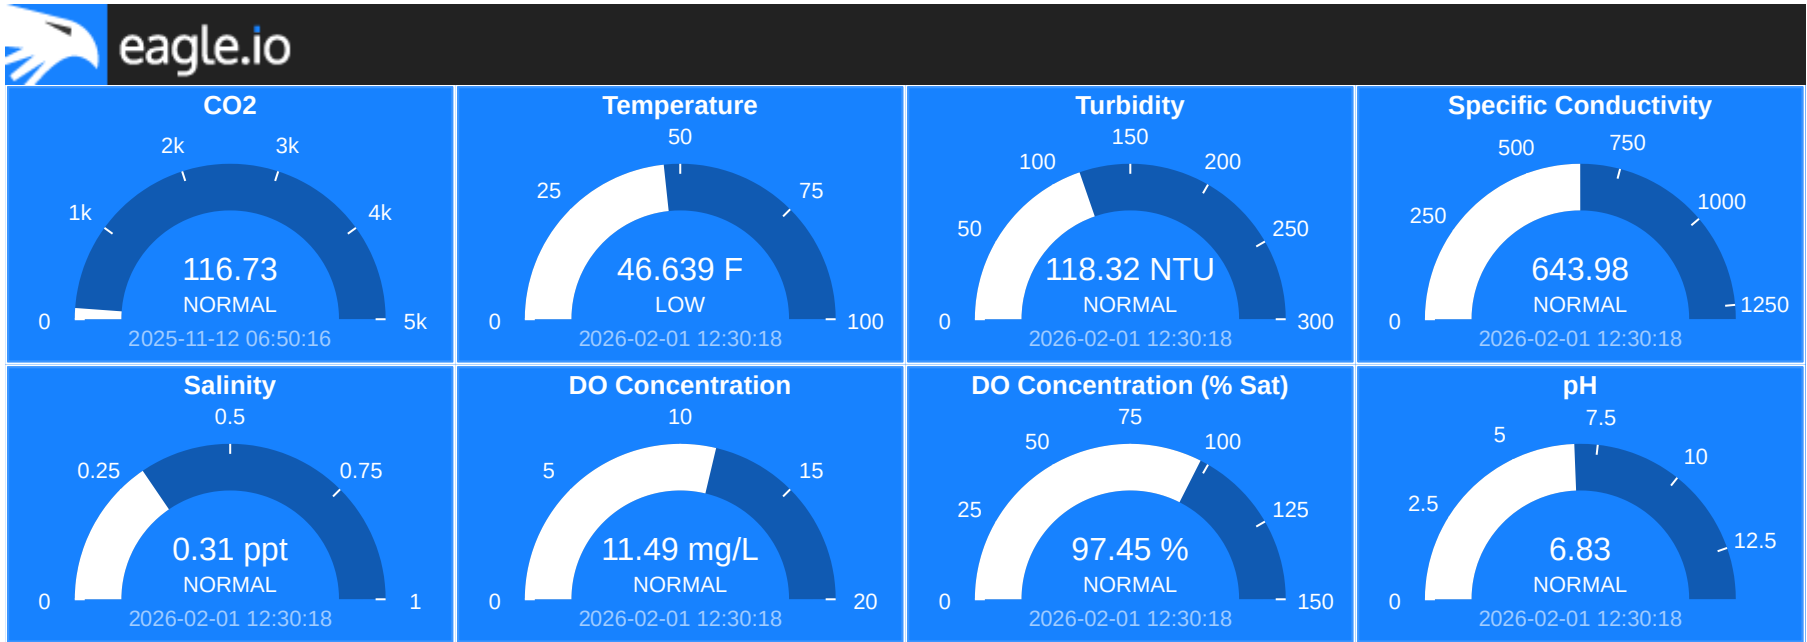 eagle.io
CO2
0
1k
2k
3k
4k
5k
116.73
NORMAL
2025-11-12 06:50:16
Temperature
0
25
50
75
100
46.639 F
LOW
2026-02-01 12:30:18
Turbidity
0
50
100
150
200
250
300
118.32 NTU
NORMAL
2026-02-01 12:30:18
Specific Conductivity
0
250
500
750
1000
1250
643.98
NORMAL
2026-02-01 12:30:18
Salinity
0
0.25
0.5
0.75
1
0.31 ppt
NORMAL
2026-02-01 12:30:18
DO Concentration
0
5
10
15
20
11.49 mg/L
NORMAL
2026-02-01 12:30:18
DO Concentration (% Sat)
0
25
50
75
100
125
150
97.45 %
NORMAL
2026-02-01 12:30:18
pH
0
2.5
5
7.5
10
12.5
6.83
NORMAL
2026-02-01 12:30:18